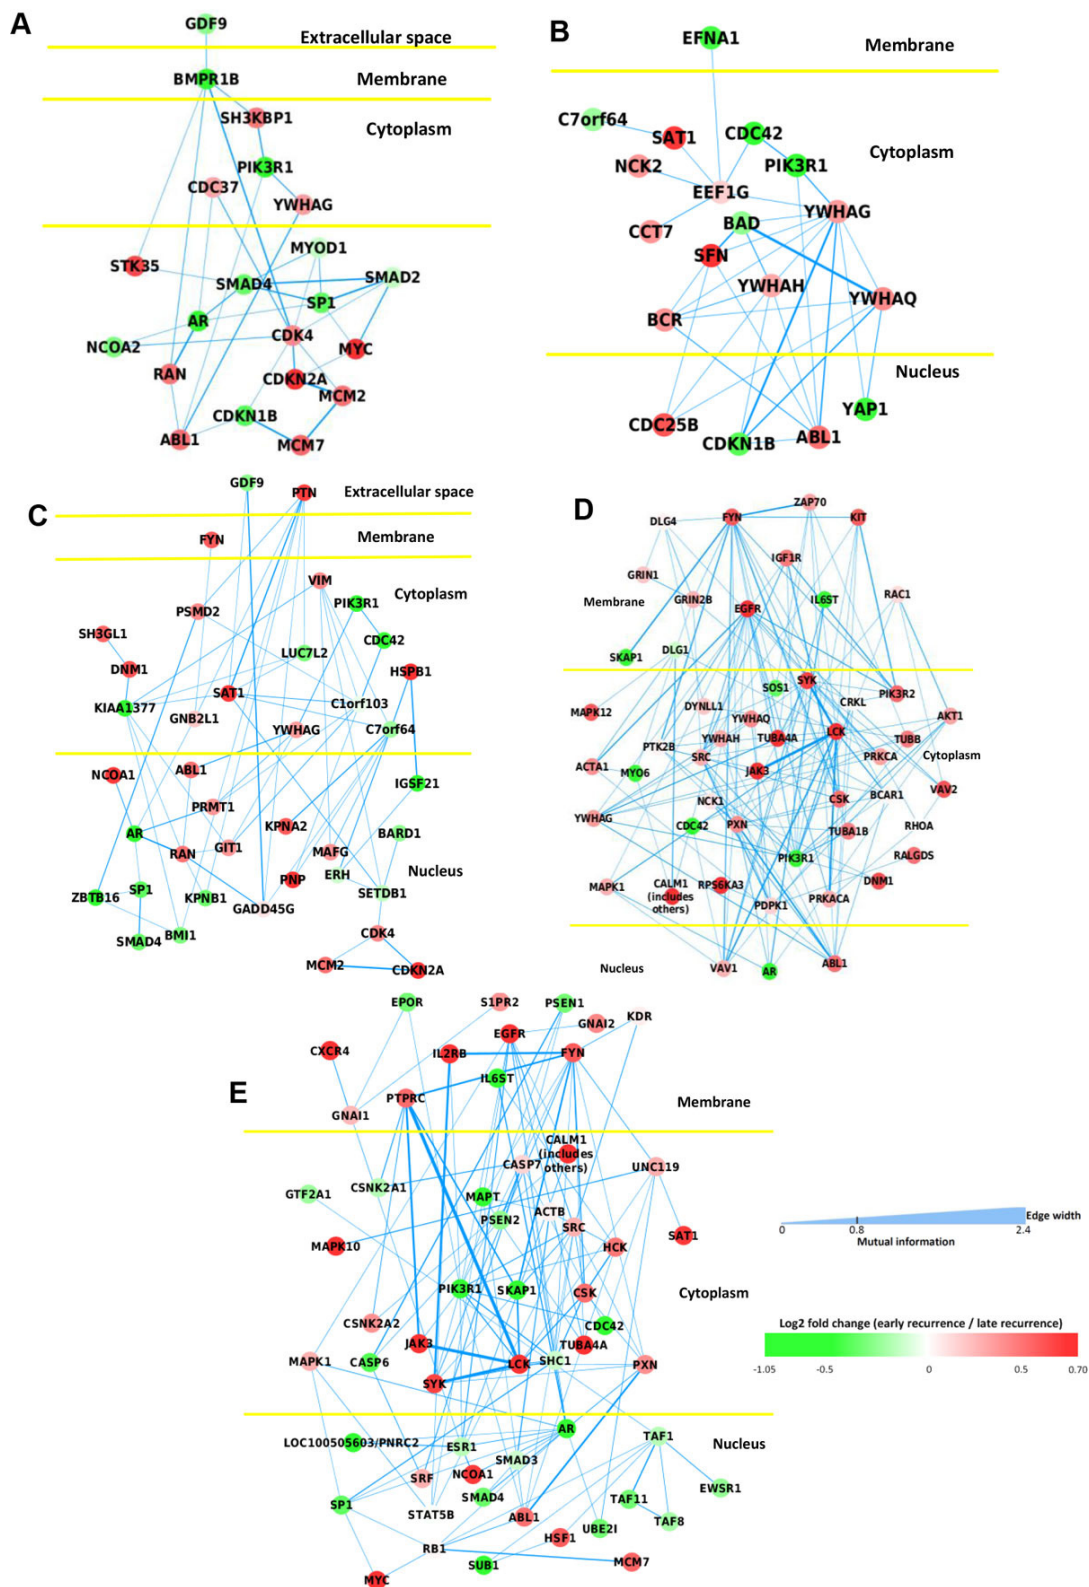 A
GDF9
Extracellular space
BMPR1B
Membrane
SH3KBP1
Cytoplasm
PIK3R1
CDC37
YWHAG
MYOD1
STK35
SMAD4
SMAD2
SP1
AR
NCOA2
CDK4
MYC
RAN
CDKN2A
MCM2
CDKN1B
ABL1
MCM7
B
EFNA1
Membrane
C7orf64
SAT1
CDC42
Cytoplasm
NCK2
PIK3R1
EEF1G
YWHAG
CCT7
BAD
SFN
YWHAH
YWHAQ
BCR
Nucleus
YAP1
CDC25B
CDKN1B
ABL1
C
GDF9
PTN
Extracellular space
FYN
Membrane
VIM
Cytoplasm
PSMD2
PIK3R1
SH3GL1
CDC42
LUC7L2
DNM1
HSPB1
SAT1
KIAA1377
C1orf103
GNB2L1
YWHAG
C7orf64
NCOA1
ABL1
IGSF21
PRMT1
KPNA2
AR
BARD1
RAN
GIT1
MAFG
Nucleus
PNP
ERH
ZBTB16
SP1
KPNB1
SETDB1
GADD45G
SMAD4
BMI1
CDK4
MCM2
CDKN2A
D
ZAP70
DLG4
FYN
KIT
IGF1R
GRIN1
Membrane
GRIN2B
EGFR
IL6ST
RAC1
SKAP1
DLG1
SYK
SOS1
PIK3R2
CRKL
MAPK12
DYNLL1
YWHAQ
AKT1
LCK
PTK2B
YWHAH
TUBA4A
TUBB
SRC
PRKCA
Cytoplasm
ACTA1
MYO6
JAK3
VAV2
NCK1
CSK
BCAR1
YWHAG
CDC42
PXN
TUBA1B
RHOA
PIK3R1
RALGDS
MAPK1
CALM1
(includes
others)
RPS6KA3
DNM1
PDPK1
PRKACA
Nucleus
VAV1
AR
ABL1
E
EPOR
S1PR2
PSEN1
EGFR
GNAI2
KDR
CXCR4
IL2RB
FYN
IL6ST
PTPRC
GNAI1
Membrane
CALM1
(includes
others)
CASP7
UNC119
GTF2A1
CSNK2A1
MAPT
ACTB
PSEN2
SRC
SAT1
MAPK10
HCK
PIK3R1
SKAP1
CSK
Cytoplasm
CSNK2A2
CDC42
JAK3
TUBA4A
MAPK1
CASP6
LCK
SHC1
PXN
SYK
AR
LOC100505603/PNRC2
ESR1
TAF1
Nucleus
SMAD3
SRF
NCOA1
EWSR1
SMAD4
TAF11
SP1
STAT5B
ABL1
UBE2I
TAF8
HSF1
RB1
SUB1
MCM7
MYC
Edge width
0
0.8
2.4
Mutual information
Log2 fold change (early recurrence / late recurrence)
-1.05
-0.5
0
0.5
0.70